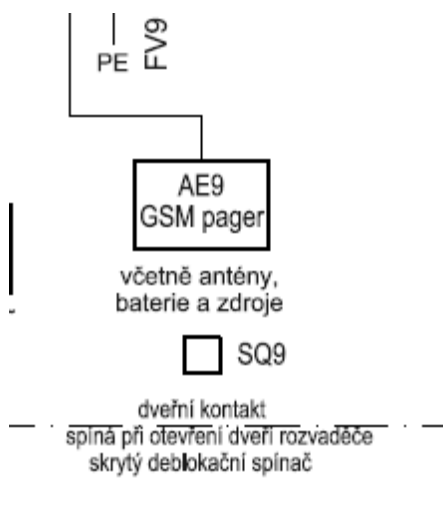 PE
FV9
AE9
GSM pager
včetně antény,
baterie a zdroje
SQ9
dveřní kontakt
spíná při otevření dveří rozvaděče
skrytý deblokační spínač